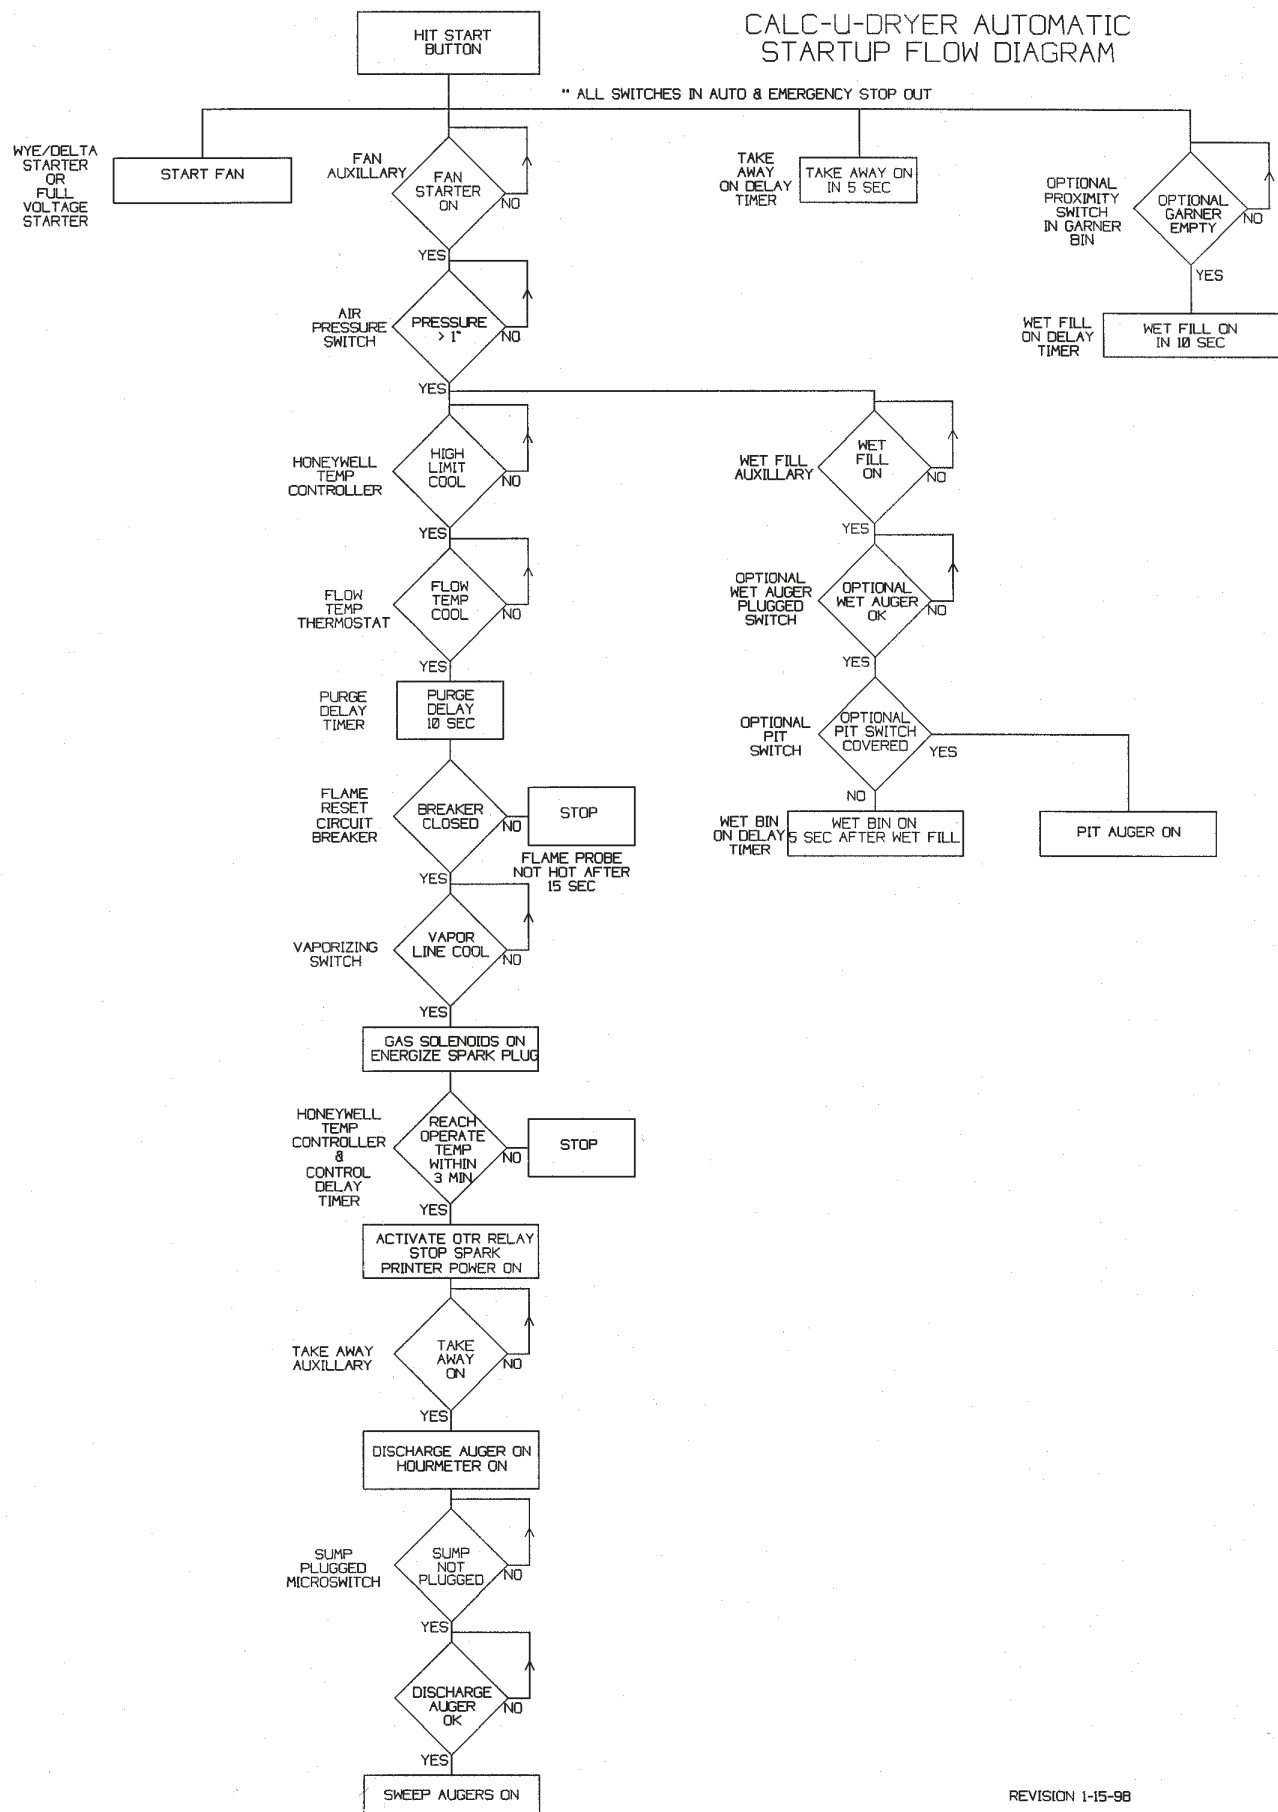 CALC-U-DRYER AUTOMATIC
STARTUP FLOW DIAGRAM
HIT START
BUTTON
" ALL SWITCHES IN AUTO & EMERGENCY STOP OUT
WYE/DELTA
STARTER
OR
FULL
VOLTAGE
STARTER
START FAN
FAN
AUXILLARY
FAN
STARTER
ON
NO
YES
TAKE
AWAY
ON DELAY
TIMER
TAKE AWAY ON
IN 5 SEC
OPTIONAL
PROXIMITY
SWITCH
IN GARNER
BIN
OPTIONAL
GARNER
EMPTY
NO
YES
WET FILL
ON DELAY
TIMER
WET FILL ON
IN 10 SEC
AIR
PRESSURE
SWITCH
PRESSURE
> 1"
NO
YES
HONEYWELL
TEMP
CONTROLLER
HIGH
LIMIT
COOL
NO
YES
WET FILL
AUXILLARY
WET
FILL
ON
NO
YES
FLOW
TEMP
THERMOSTAT
FLOW
TEMP
COOL
NO
YES
OPTIONAL
WET AUGER
PLUGGED
SWITCH
OPTIONAL
WET AUGER
OK
NO
YES
PURGE
DELAY
TIMER
PURGE
DELAY
10 SEC
OPTIONAL
PIT
SWITCH
OPTIONAL
PIT SWITCH
COVERED
YES
NO
FLAME
RESET
CIRCUIT
BREAKER
BREAKER
CLOSED
NO
STOP
FLAME PROBE
NOT HOT AFTER
15 SEC
YES
WET BIN
ON DELAY
TIMER
WET BIN ON
5 SEC AFTER WET FILL
PIT AUGER ON
VAPORIZING
SWITCH
VAPOR
LINE COOL
NO
YES
GAS SOLENOIDS ON
ENERGIZE SPARK PLUG
HONEYWELL
TEMP
CONTROLLER
&
CONTROL
DELAY
TIMER
REACH
OPERATE
TEMP
WITHIN
3 MIN
NO
STOP
YES
ACTIVATE OTR RELAY
STOP SPARK
PRINTER POWER ON
TAKE AWAY
AUXILLARY
TAKE
AWAY
ON
NO
YES
DISCHARGE AUGER ON
HOURMETER ON
SUMP
PLUGGED
MICROSWITCH
SUMP
NOT
PLUGGED
NO
YES
DISCHARGE
AUGER
OK
NO
YES
SWEEP AUGERS ON
REVISION 1-15-98